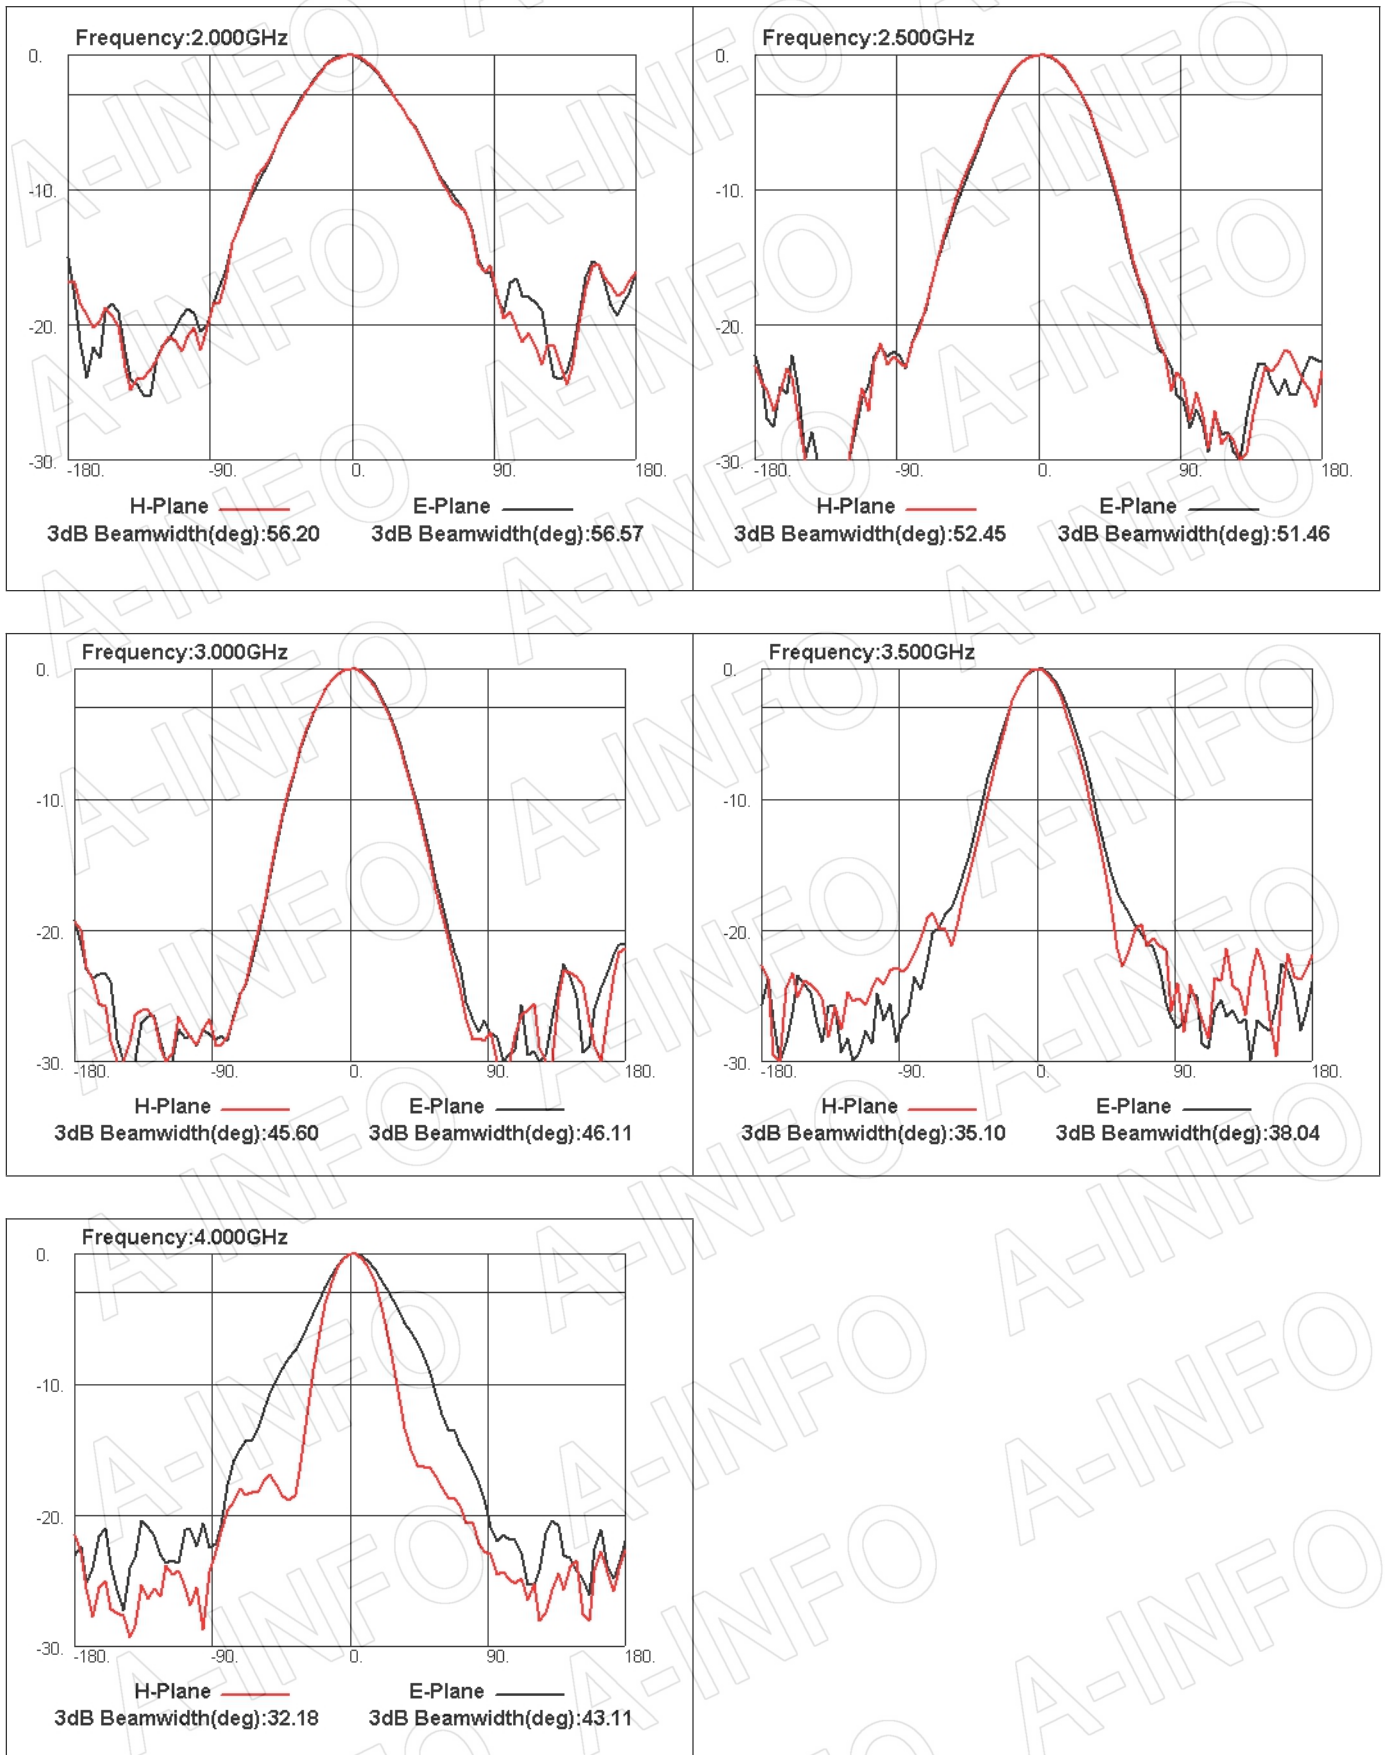 Frequency:2.000GHz
0.
-10.
-20.
-30.
-180. -90. 0. 90. 180.
H-Plane E-Plane
3dB Beamwidth(deg):56.20 3dB Beamwidth(deg):56.57
Frequency:2.500GHz
0.
-10.
-20.
-30.
-180. -90. 0. 90. 180.
H-Plane E-Plane
3dB Beamwidth(deg):52.45 3dB Beamwidth(deg):51.46
Frequency:3.000GHz
0.
-10.
-20.
-30.
-180. -90. 0. 90. 180.
H-Plane E-Plane
3dB Beamwidth(deg):45.60 3dB Beamwidth(deg):46.11
Frequency:3.500GHz
0.
-10.
-20.
-30.
-180. -90. 0. 90. 180.
H-Plane E-Plane
3dB Beamwidth(deg):35.10 3dB Beamwidth(deg):38.04
Frequency:4.000GHz
0.
-10.
-20.
-30.
-180. -90. 0. 90. 180.
H-Plane E-Plane
3dB Beamwidth(deg):32.18 3dB Beamwidth(deg):43.11
A-INFO